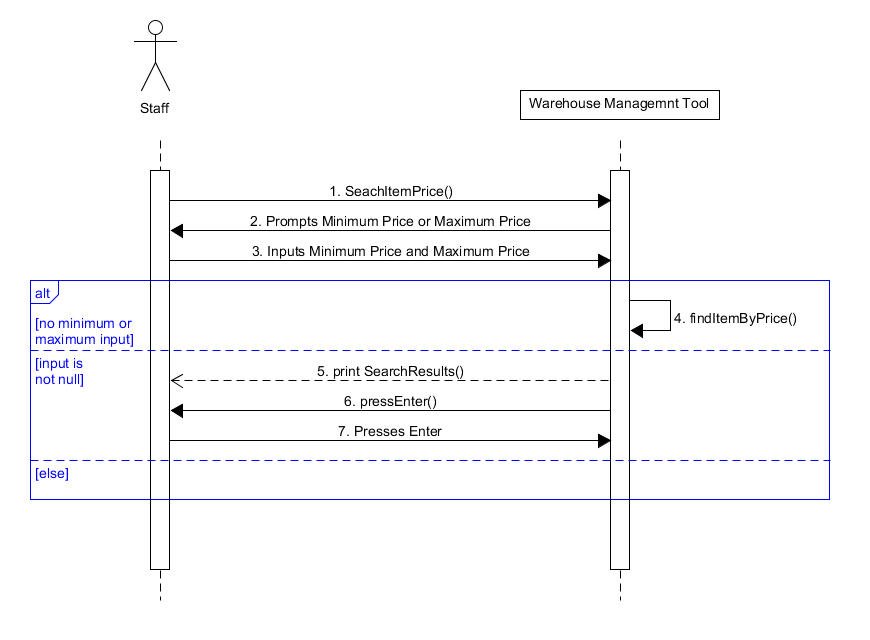 Staff
Warehouse Managemnt Tool
1. SeachItemPrice()
2. Prompts Minimum Price or Maximum Price
3. Inputs Minimum Price and Maximum Price
alt
[no minimum or
maximum input]
4. findItemByPrice()
[input is
not null]
5. print SearchResults()
6. pressEnter()
7. Presses Enter
[else]